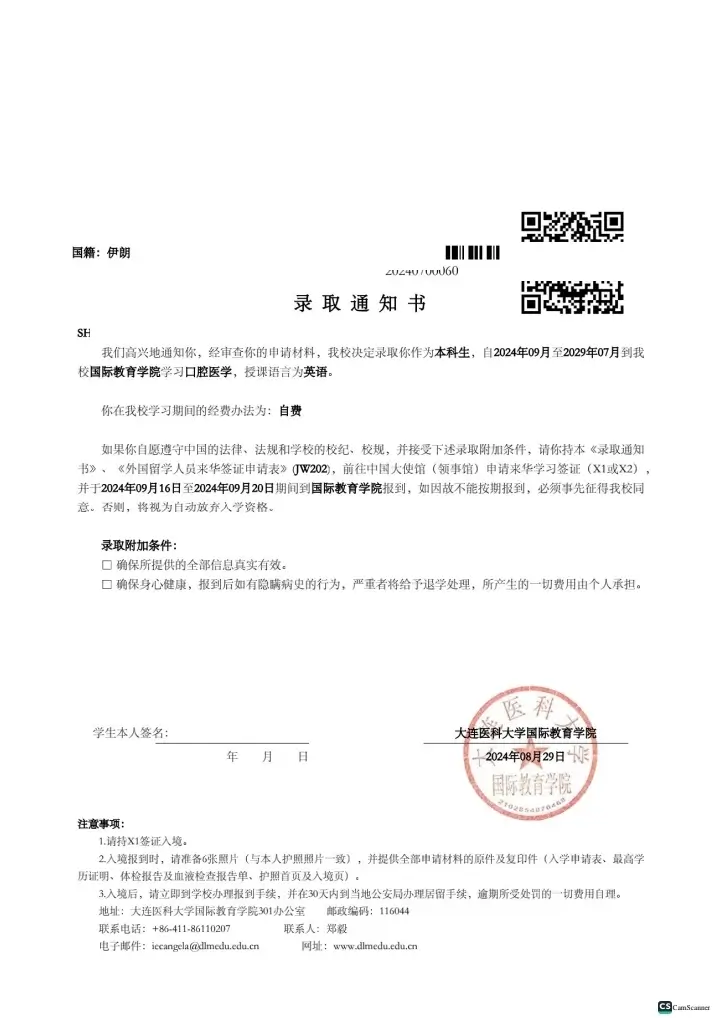 国籍：伊朗
20240700060
录取通知书
SH
我们高兴地通知你，经审查你的申请材料，我校决定录取你作为本科生，自2024年09月至2029年07月到我
校国际教育学院学习口腔医学，授课语言为英语。
你在我校学习期间的经费办法为：自费
如果你自愿遵守中国的法律、法规和学校的校纪、校规，并接受下述录取附加条件，请你持本《录取通知
书》、《外国留学人员来华签证申请表》(JW202)，前往中国大使馆（领事馆）申请来华学习签证（X1或X2），
并于2024年09月16日至2024年09月20日期间到国际教育学院报到，如因故不能按期报到，必须事先征得我校同
意。否则，将视为自动放弃入学资格。
录取附加条件：
□ 确保所提供的全部信息真实有效。
□ 确保身心健康，报到后如有隐瞒病史的行为，严重者将给予退学处理，所产生的一切费用由个人承担。
学生本人签名：
年 月 日
大连医科大学
大连医科大学国际教育学院
2024年08月29日
国际教育学院
注意事项：
1.请持X1签证入境。
2.入境报到时，请准备6张照片（与本人护照照片一致），并提供全部申请材料的原件及复印件（入学申请表、最高学
历证明、体检报告及血液检查报告单、护照首页及入境页）。
3.入境后，请立即到学校办理报到手续，并在30天内到当地公安局办理居留手续，逾期所受处罚的一切费用自理。
地址：大连医科大学国际教育学院301办公室 邮政编码：116044
联系电话：+86-411-86110207 联系人：郑毅
电子邮件：iecangela@dlmedu.edu.cn 网址：www.dlmedu.edu.cn
CS CamScanner